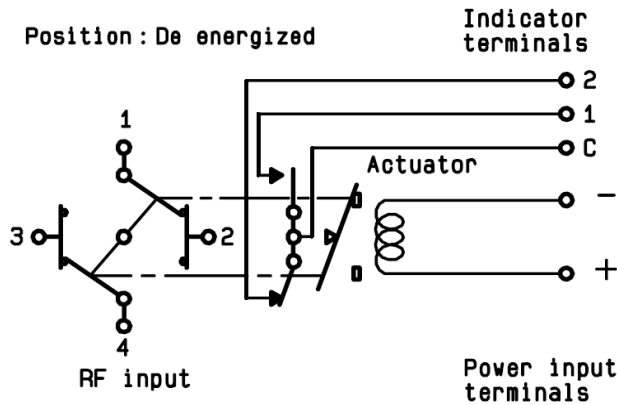 Position : De energized
Indicator
terminals
2
1
C
1
Actuator
−
3
2
+
4
RF input
Power input
terminals